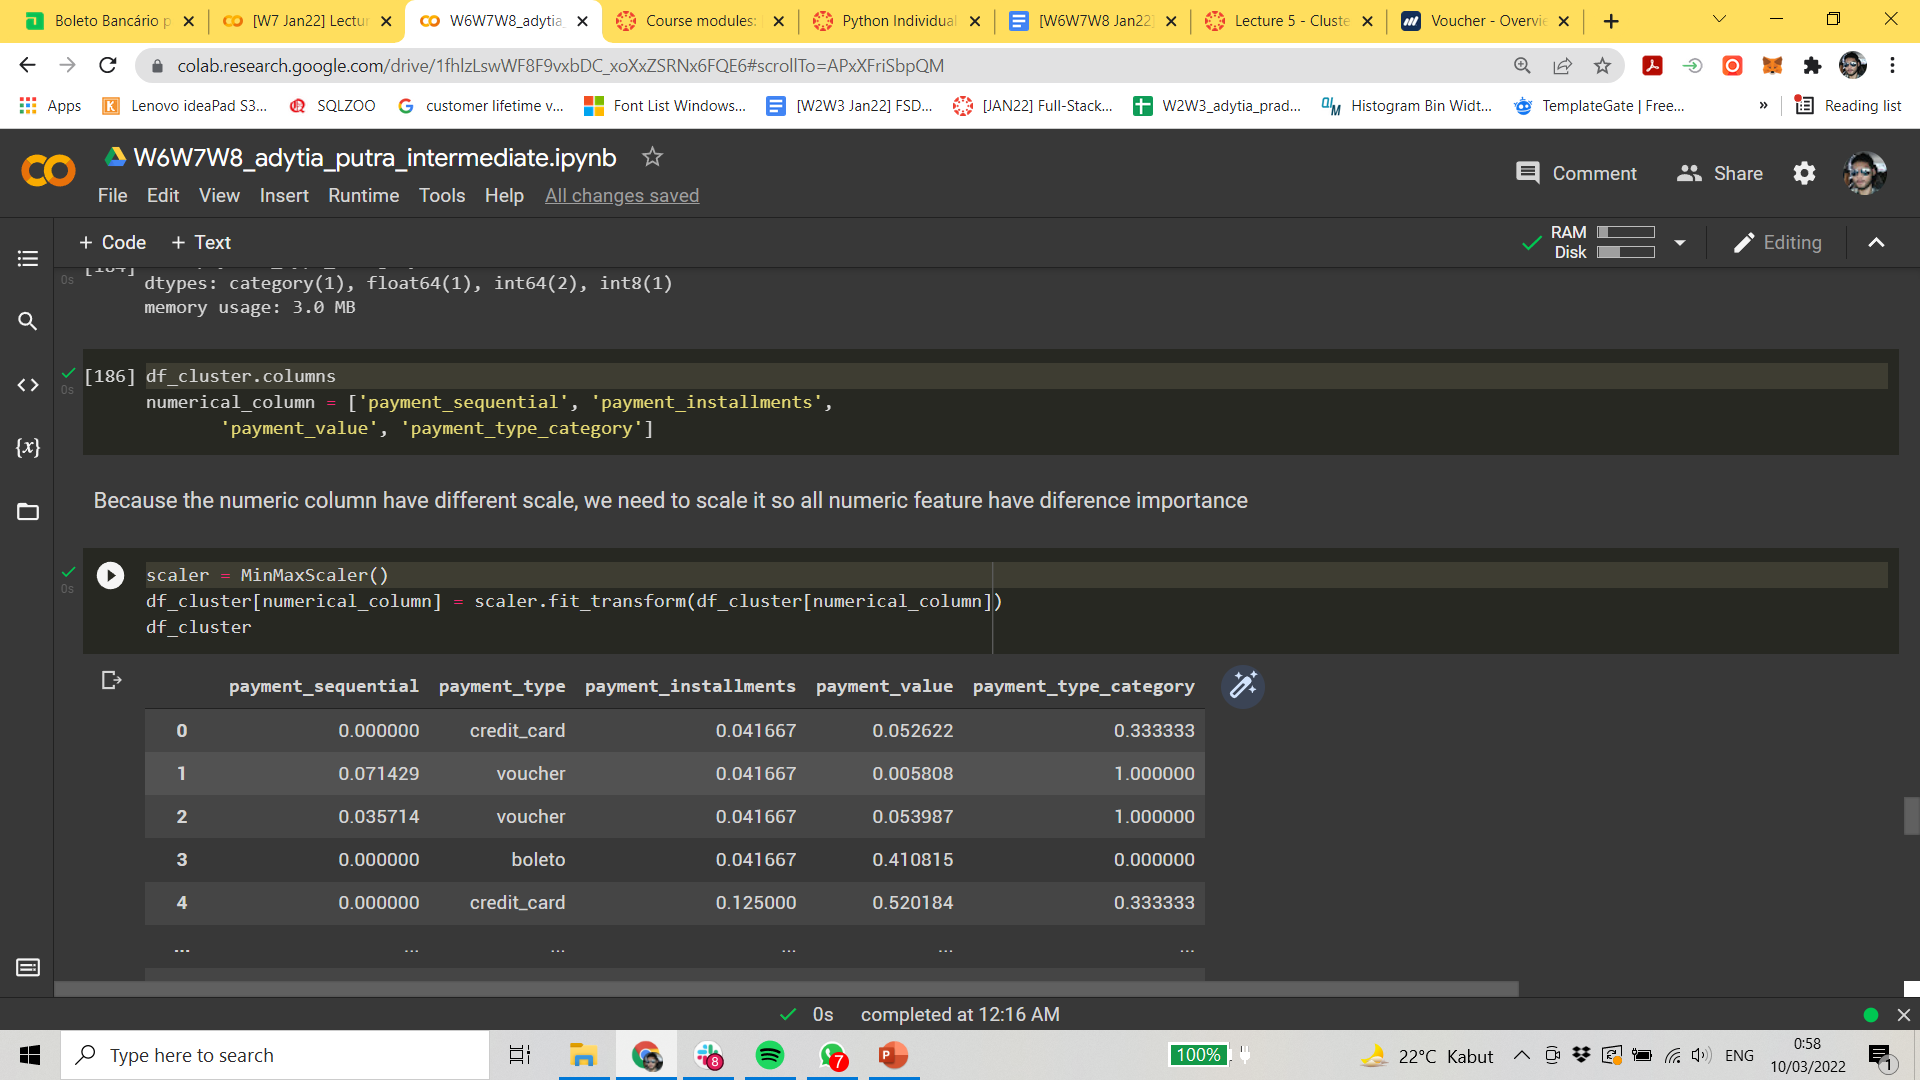 Boleto Bancário p
[W7 Jan22] Lectur
W6W7W8_adytia_
Course modules:
Python Individual
[W6W7W8 Jan22]
Lecture 5 - Cluste
Voucher - Overvie
colab.research.google.com/drive/1fhlzLswWF8F9vxbDC_xoXxZSRNx6FQE6#scrollTo=APxXFriSbpQM
Apps
Lenovo ideaPad S3...
SQLZOO
customer lifetime v...
Font List Windows...
[W2W3 Jan22] FSD...
[JAN22] Full-Stack...
W2W3_adytia_prad...
Histogram Bin Widt...
TemplateGate | Free...
»
Reading list
W6W7W8_adytia_putra_intermediate.ipynb
Comment
Share
File Edit View Insert Runtime Tools Help All changes saved
+ Code + Text
RAM
Disk
Editing
0s
dtypes: category(1), float64(1), int64(2), int8(1)
memory usage: 3.0 MB
[186] df_cluster.columns
0s
numerical_column = ['payment_sequential', 'payment_installments',
'payment_value', 'payment_type_category']
Because the numeric column have different scale, we need to scale it so all numeric feature have diference importance
scaler = MinMaxScaler()
0s
df_cluster[numerical_column] = scaler.fit_transform(df_cluster[numerical_column])
df_cluster
payment_sequential payment_type payment_installments payment_value payment_type_category
0 0.000000 credit_card 0.041667 0.052622 0.333333
1 0.071429 voucher 0.041667 0.005808 1.000000
2 0.035714 voucher 0.041667 0.053987 1.000000
3 0.000000 boleto 0.041667 0.410815 0.000000
4 0.000000 credit_card 0.125000 0.520184 0.333333
... ... ... ... ... ...
0s completed at 12:16 AM
Type here to search
8
7
100%
22°C Kabut
ENG
0:58
10/03/2022
1